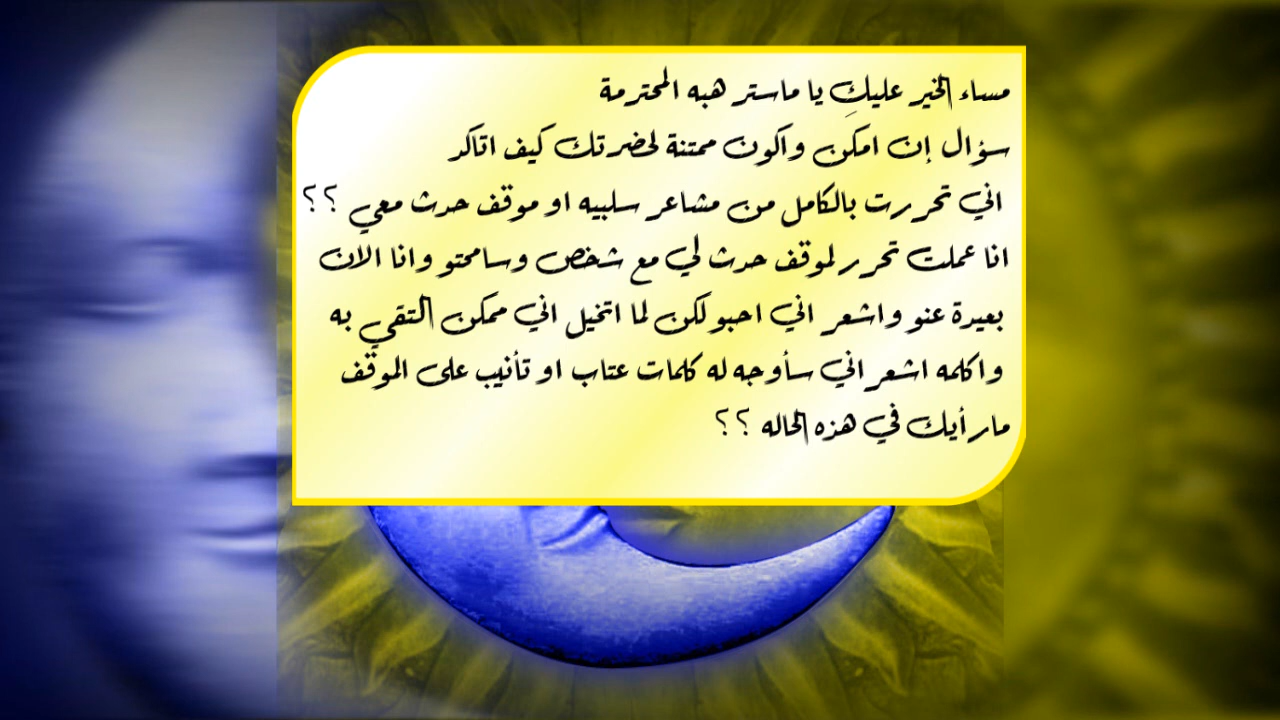 مساء الخير عليكِ يا ماستر هبه المحترمة
سؤال إن امكن واكون ممتنة لحضرتك كيف اتاكد
اني تحررت بالكامل من مشاعر سلبيه او موقف حدث معي ؟؟
انا عملت تحرر لموقف حدث لي مع شخص وسامحتو وانا الان
بعيدة عنو واشعر اني احبو لكن لما اتخيل اني ممكن التقي به
واكلمه اشعر اني سأوجه له كلمات عتاب او تأنيب على الموقف
مارأيك في هذه الحاله ؟؟